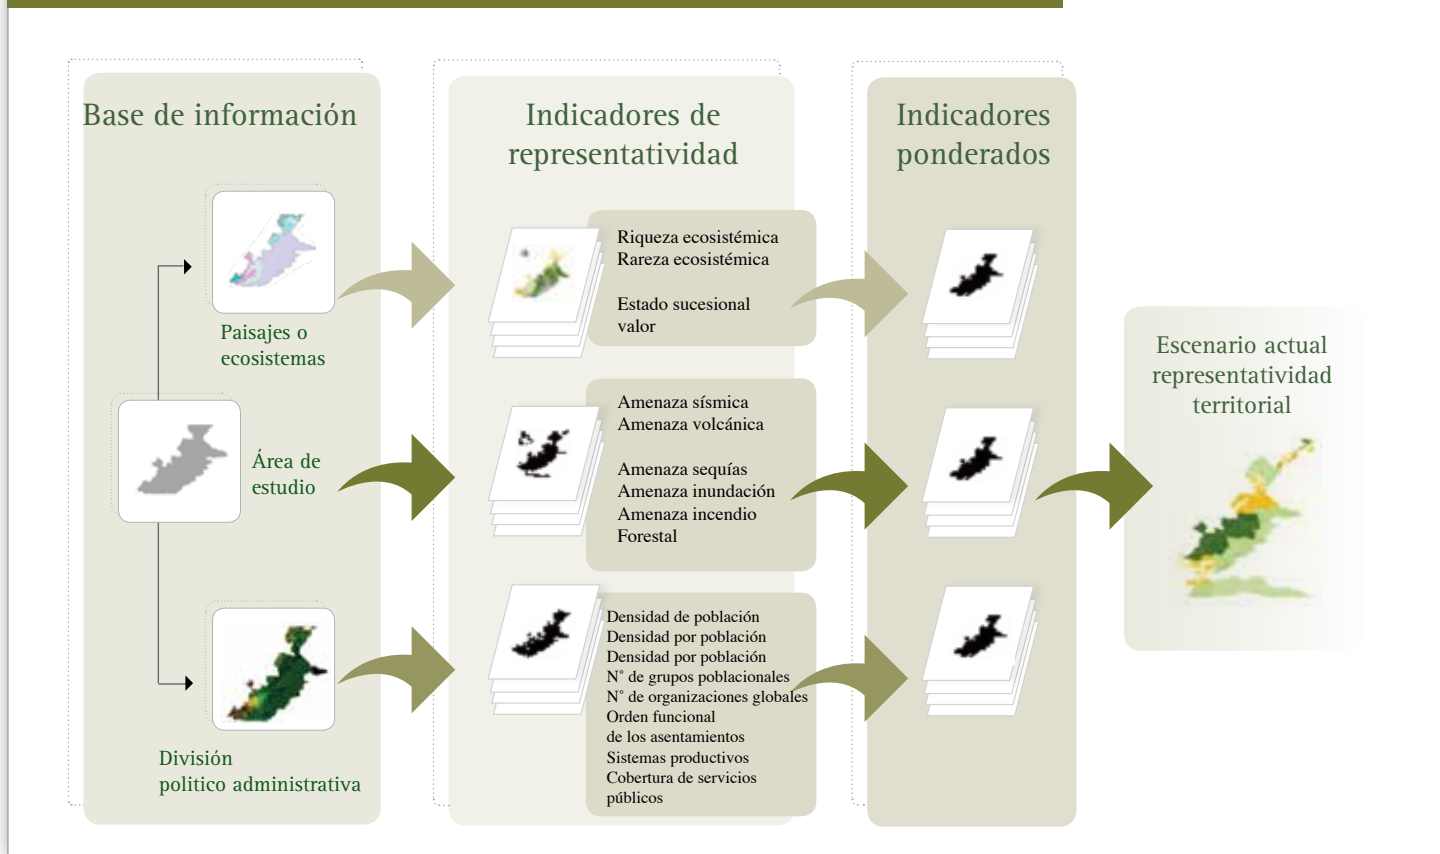 Base de información
Paisajes o
ecosistemas
Área de
estudio
División
politico administrativa
Indicadores de
representatividad
Riqueza ecosistémica
Rareza ecosistémica
Estado sucesional
valor
Amenaza sísmica
Amenaza volcánica
Amenaza sequías
Amenaza inundación
Amenaza incendio
Forestal
Densidad de población
Densidad por población
Densidad por población
N° de grupos poblacionales
N° de organizaciones globales
Orden funcional
de los asentamientos
Sistemas productivos
Cobertura de servicios
públicos
Indicadores
ponderados
Escenario actual
representatividad
territorial